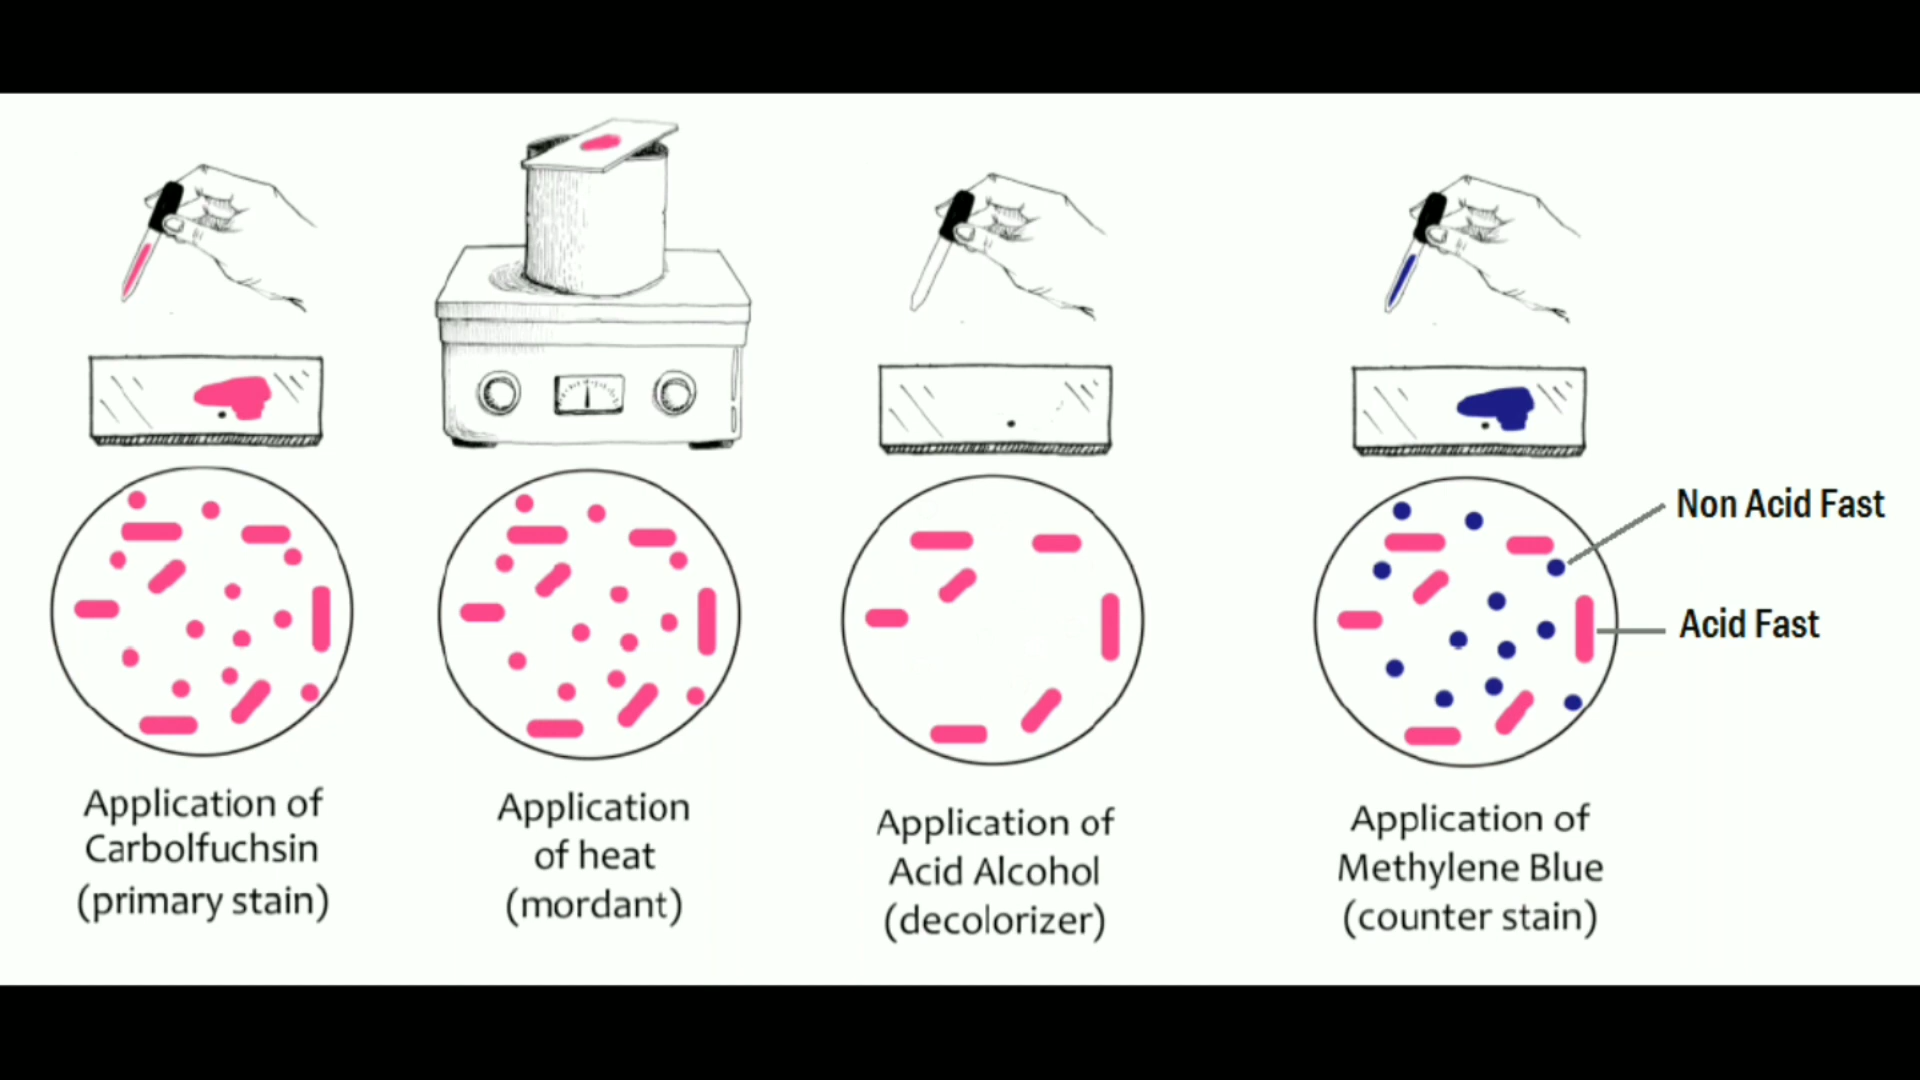 Non Acid Fast
Acid Fast
Application of
Carbolfuchsin
(primary stain)
Application
of heat
(mordant)
Application of
Acid Alcohol
(decolorizer)
Application of
Methylene Blue
(counter stain)